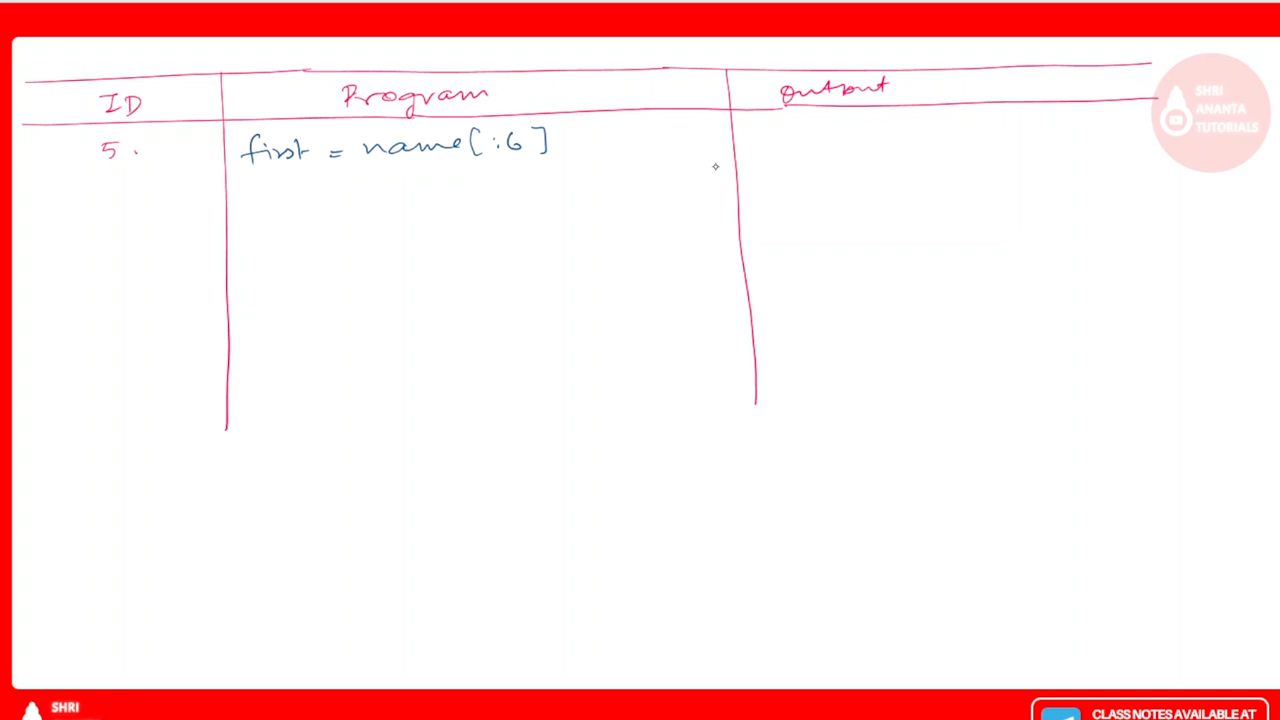 ID Program Output
5. first = name[:6]
SHRI
ANANTA
TUTORIALS
SHRI
CLASS NOTES AVAILABLE AT